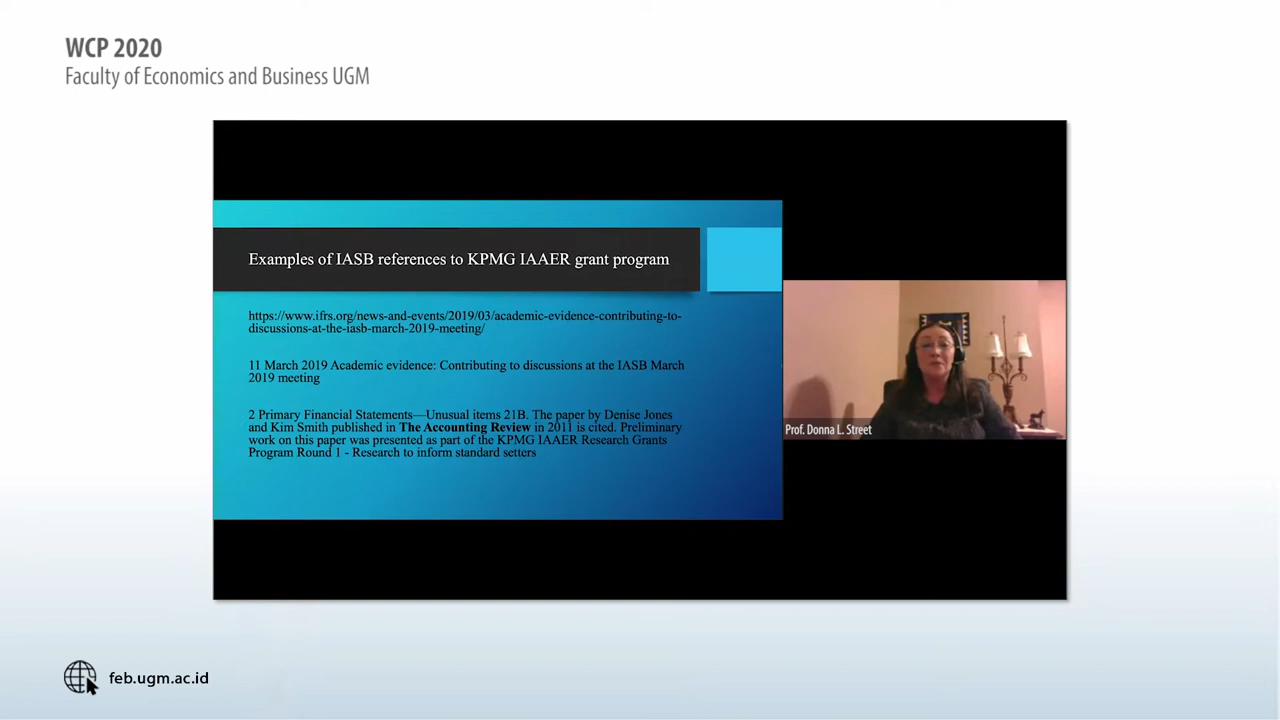 WCP 2020
Faculty of Economics and Business UGM
Examples of IASB references to KPMG IAAER grant program
https://www.ifrs.org/news-and-events/2019/03/academic-evidence-contributing-to-
discussions-at-the-iasb-march-2019-meeting/
11 March 2019 Academic evidence: Contributing to discussions at the IASB March
2019 meeting
2 Primary Financial Statements—Unusual items 21B. The paper by Denise Jones
and Kim Smith published in The Accounting Review in 2011 is cited. Preliminary
work on this paper was presented as part of the KPMG IAAER Research Grants
Program Round 1 - Research to inform standard setters
Prof. Donna L. Street
feb.ugm.ac.id